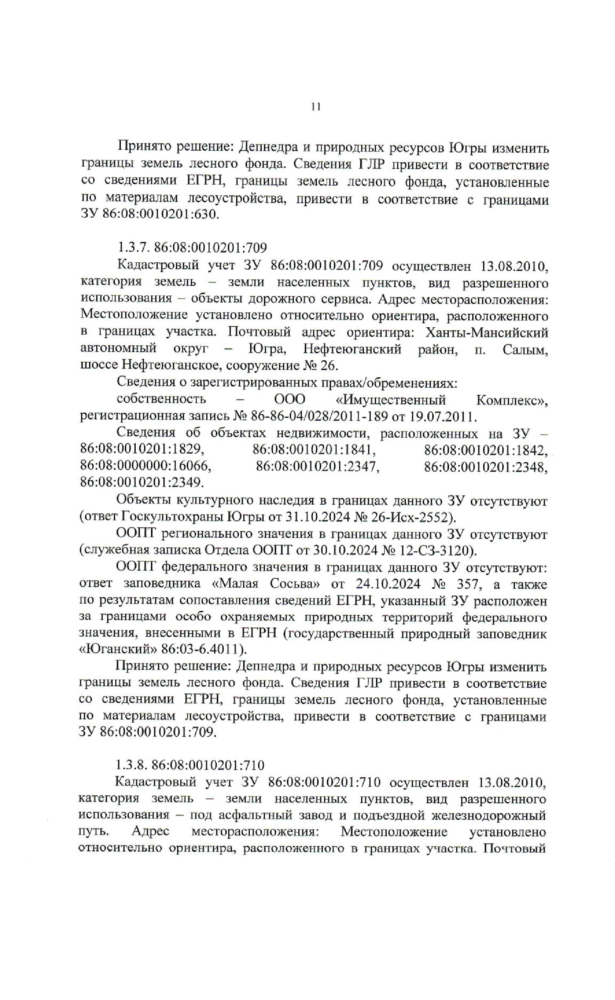 11
Принято решение: Депнедра и природных ресурсов Югры изменить
границы земель лесного фонда. Сведения ГЛР привести в соответствие
со сведениями ЕГРН, границы земель лесного фонда, установленные
по материалам лесоустройства, привести в соответствие с границами
ЗУ 86:08:0010201:630.
1.3.7. 86:08:0010201:709
Кадастровый учет ЗУ 86:08:0010201:709 осуществлен 13.08.2010,
категория земель – земли населенных пунктов, вид разрешенного
использования – объекты дорожного сервиса. Адрес месторасположения:
Местоположение установлено относительно ориентира, расположенного
в границах участка. Почтовый адрес ориентира: Ханты-Мансийский
автономный округ – Югра, Нефтеюганский район, п. Салым,
шоссе Нефтеюганское, сооружение № 26.
Сведения о зарегистрированных правах/обременениях:
собственность – ООО «Имущественный Комплекс»,
регистрационная запись № 86-86-04/028/2011-189 от 19.07.2011.
Сведения об объектах недвижимости, расположенных на ЗУ –
86:08:0010201:1829, 86:08:0010201:1841, 86:08:0010201:1842,
86:08:0000000:16066, 86:08:0010201:2347, 86:08:0010201:2348,
86:08:0010201:2349.
Объекты культурного наследия в границах данного ЗУ отсутствуют
(ответ Госкультохраны Югры от 31.10.2024 № 26-Исх-2552).
ООПТ регионального значения в границах данного ЗУ отсутствуют
(служебная записка Отдела ООПТ от 30.10.2024 № 12-СЗ-3120).
ООПТ федерального значения в границах данного ЗУ отсутствуют:
ответ заповедника «Малая Сосьва» от 24.10.2024 № 357, а также
по результатам сопоставления сведений ЕГРН, указанный ЗУ расположен
за границами особо охраняемых природных территорий федерального
значения, внесенными в ЕГРН (государственный природный заповедник
«Юганский» 86:03-6.4011).
Принято решение: Депнедра и природных ресурсов Югры изменить
границы земель лесного фонда. Сведения ГЛР привести в соответствие
со сведениями ЕГРН, границы земель лесного фонда, установленные
по материалам лесоустройства, привести в соответствие с границами
ЗУ 86:08:0010201:709.
1.3.8. 86:08:0010201:710
Кадастровый учет ЗУ 86:08:0010201:710 осуществлен 13.08.2010,
категория земель – земли населенных пунктов, вид разрешенного
использования – под асфальтный завод и подъездной железнодорожный
путь. Адрес месторасположения: Местоположение установлено
относительно ориентира, расположенного в границах участка. Почтовый